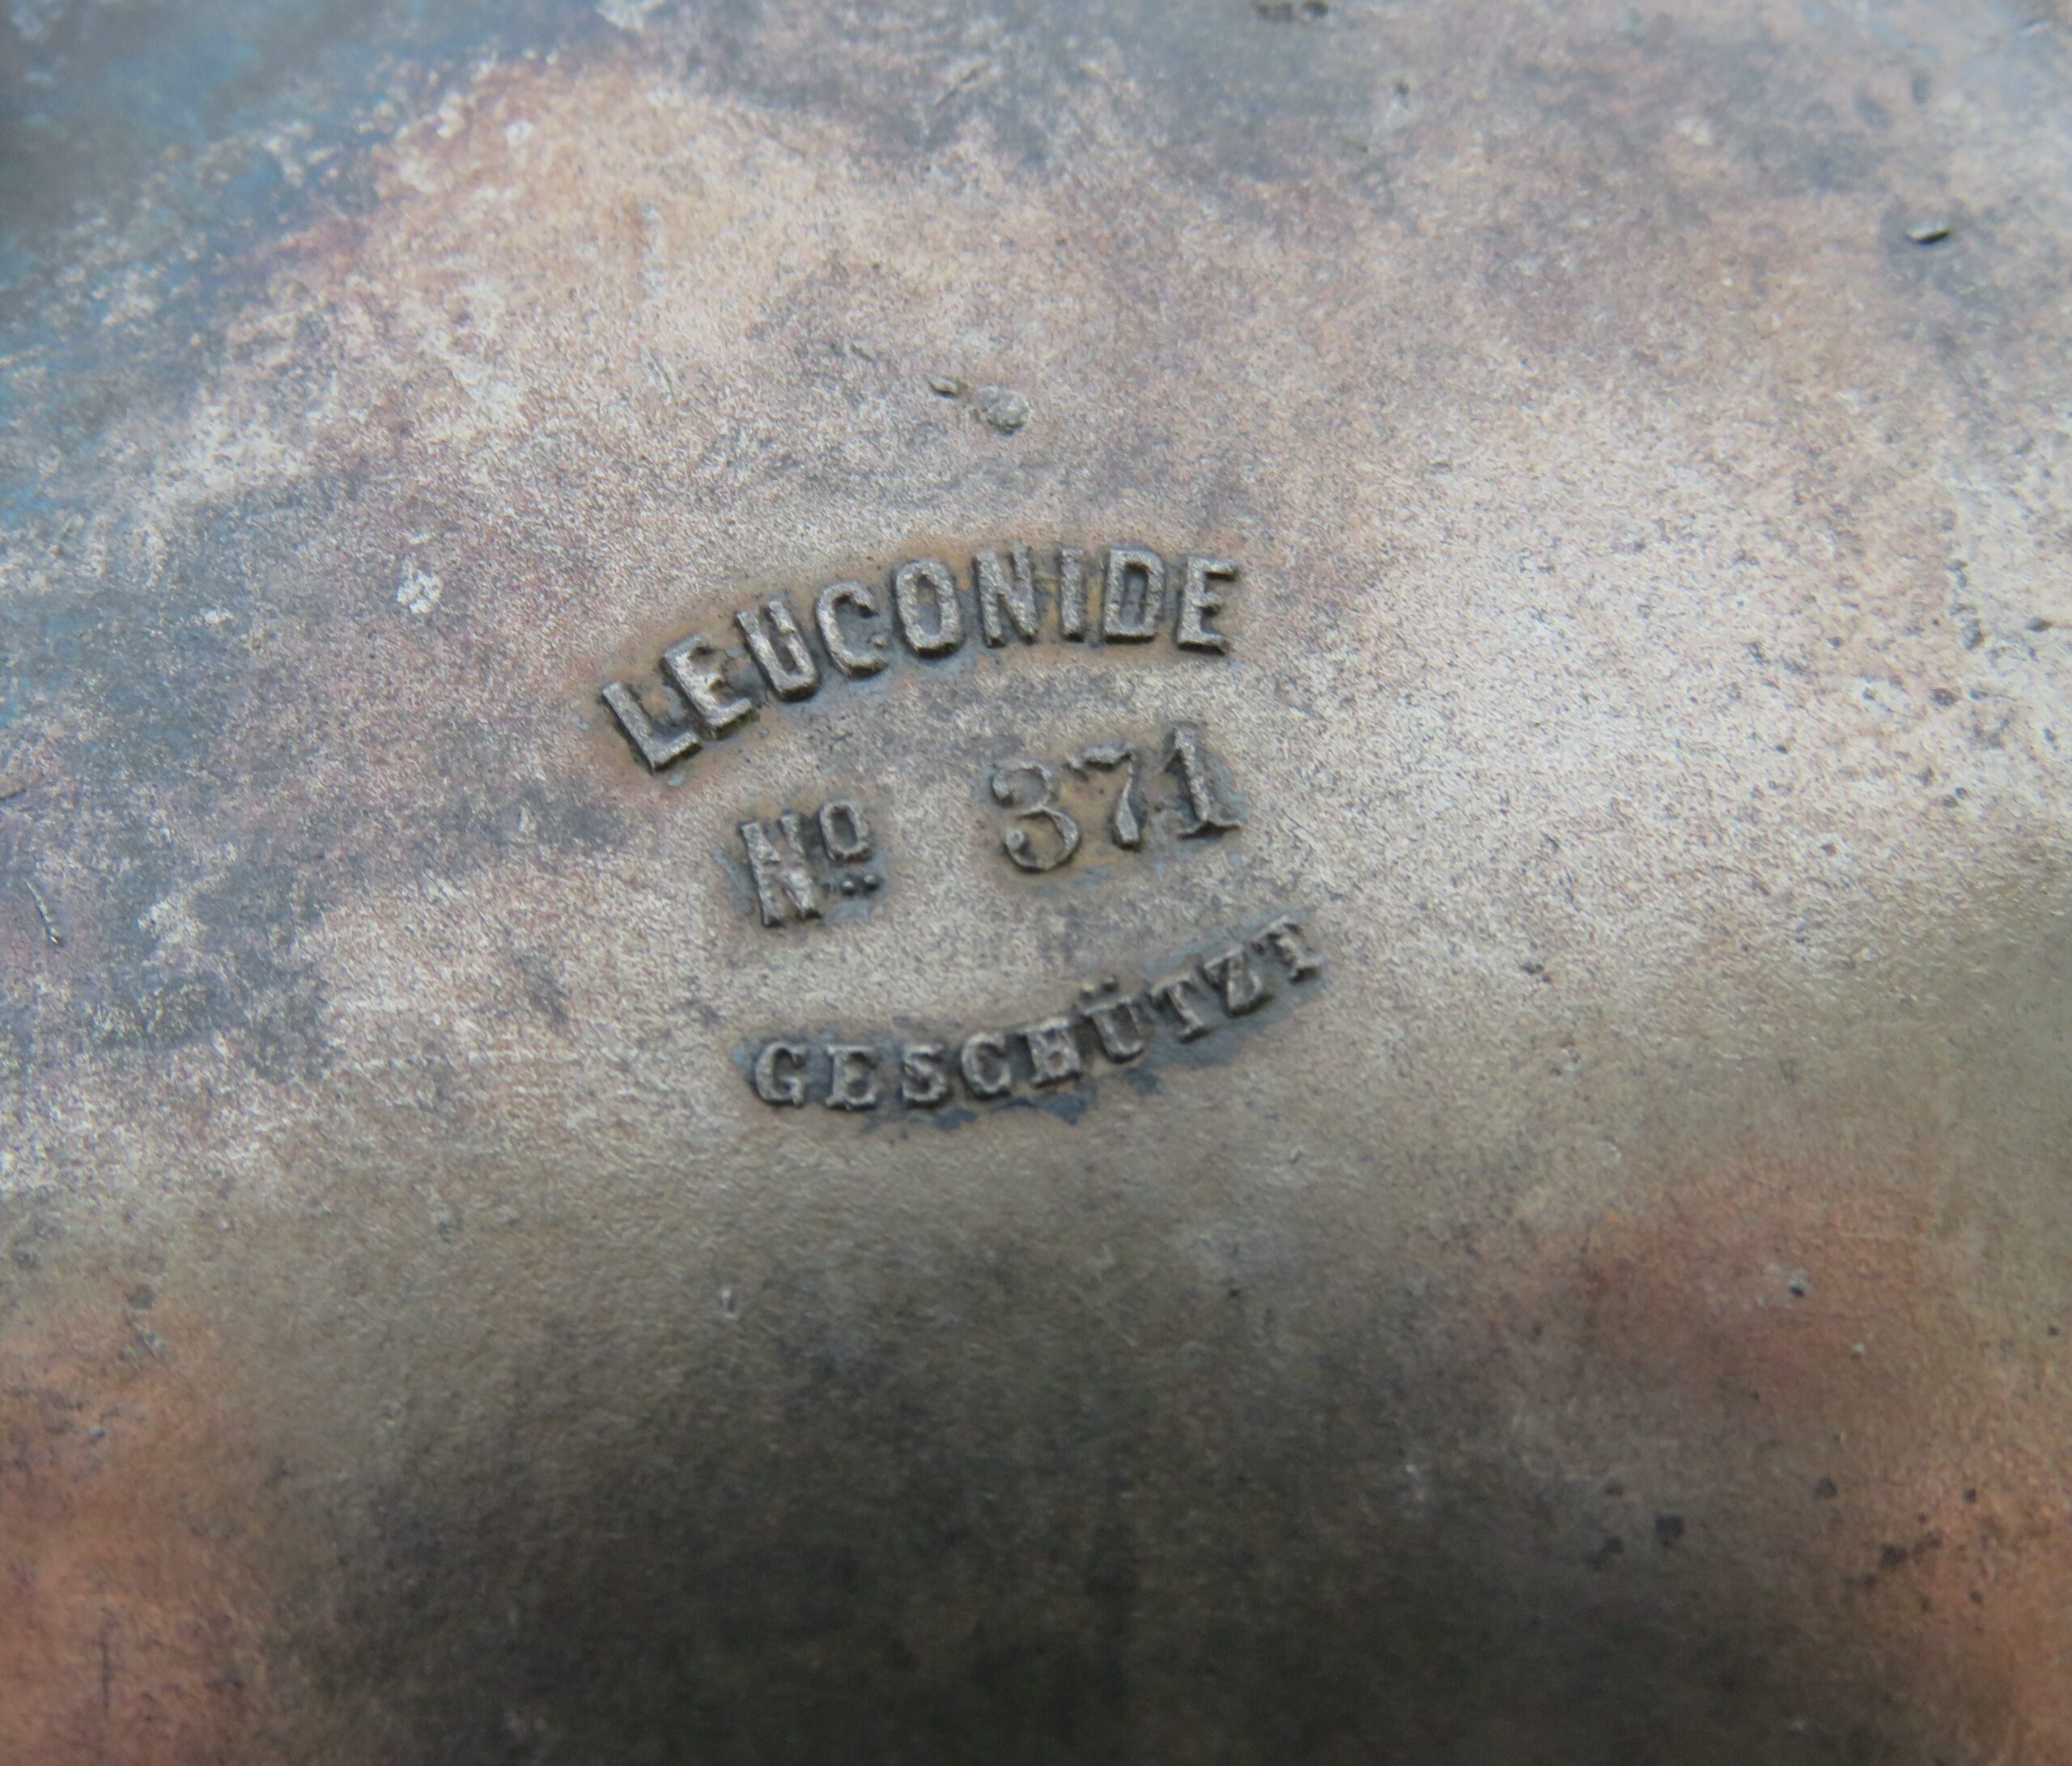 LEUCONIDE
Nº 371
GESCHÜTZT